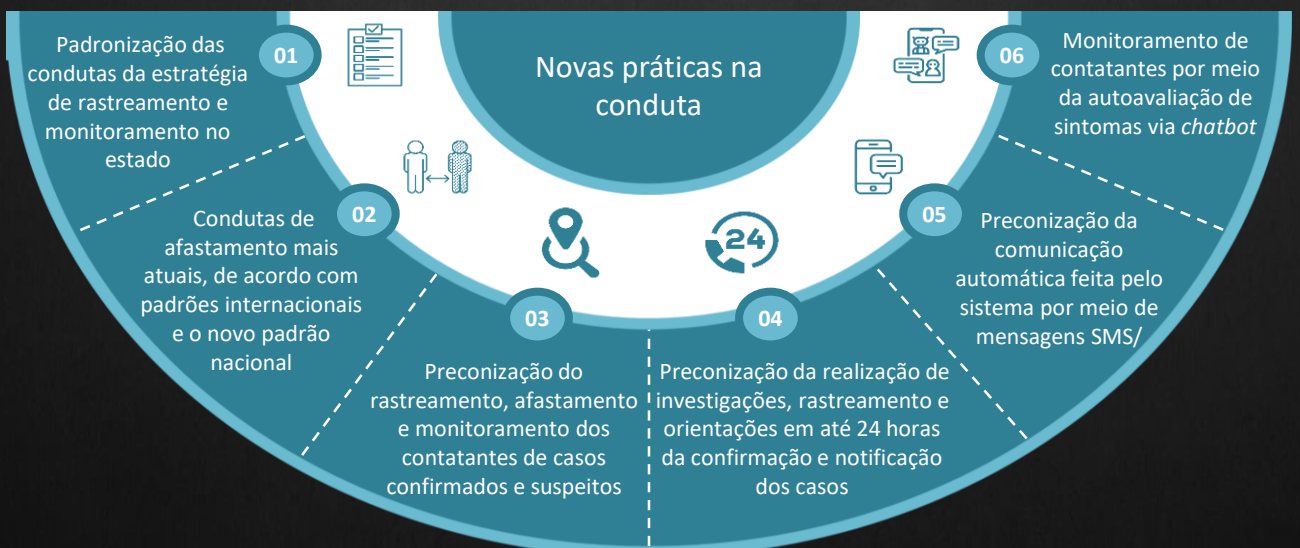 Novas práticas na
conduta
01
Padronização das
condutas da estratégia
de rastreamento e
monitoramento no
estado
02
Condutas de
afastamento mais
atuais, de acordo com
padrões internacionais
e o novo padrão
nacional
03
Preconização do
rastreamento, afastamento
e monitoramento dos
contatantes de casos
confirmados e suspeitos
24
04
Preconização da realização de
investigações, rastreamento e
orientações em até 24 horas
da confirmação e notificação
dos casos
05
Preconização da
comunicação
automática feita pelo
sistema por meio de
mensagens SMS/
06
Monitoramento de
contatantes por meio
da autoavaliação de
sintomas via chatbot